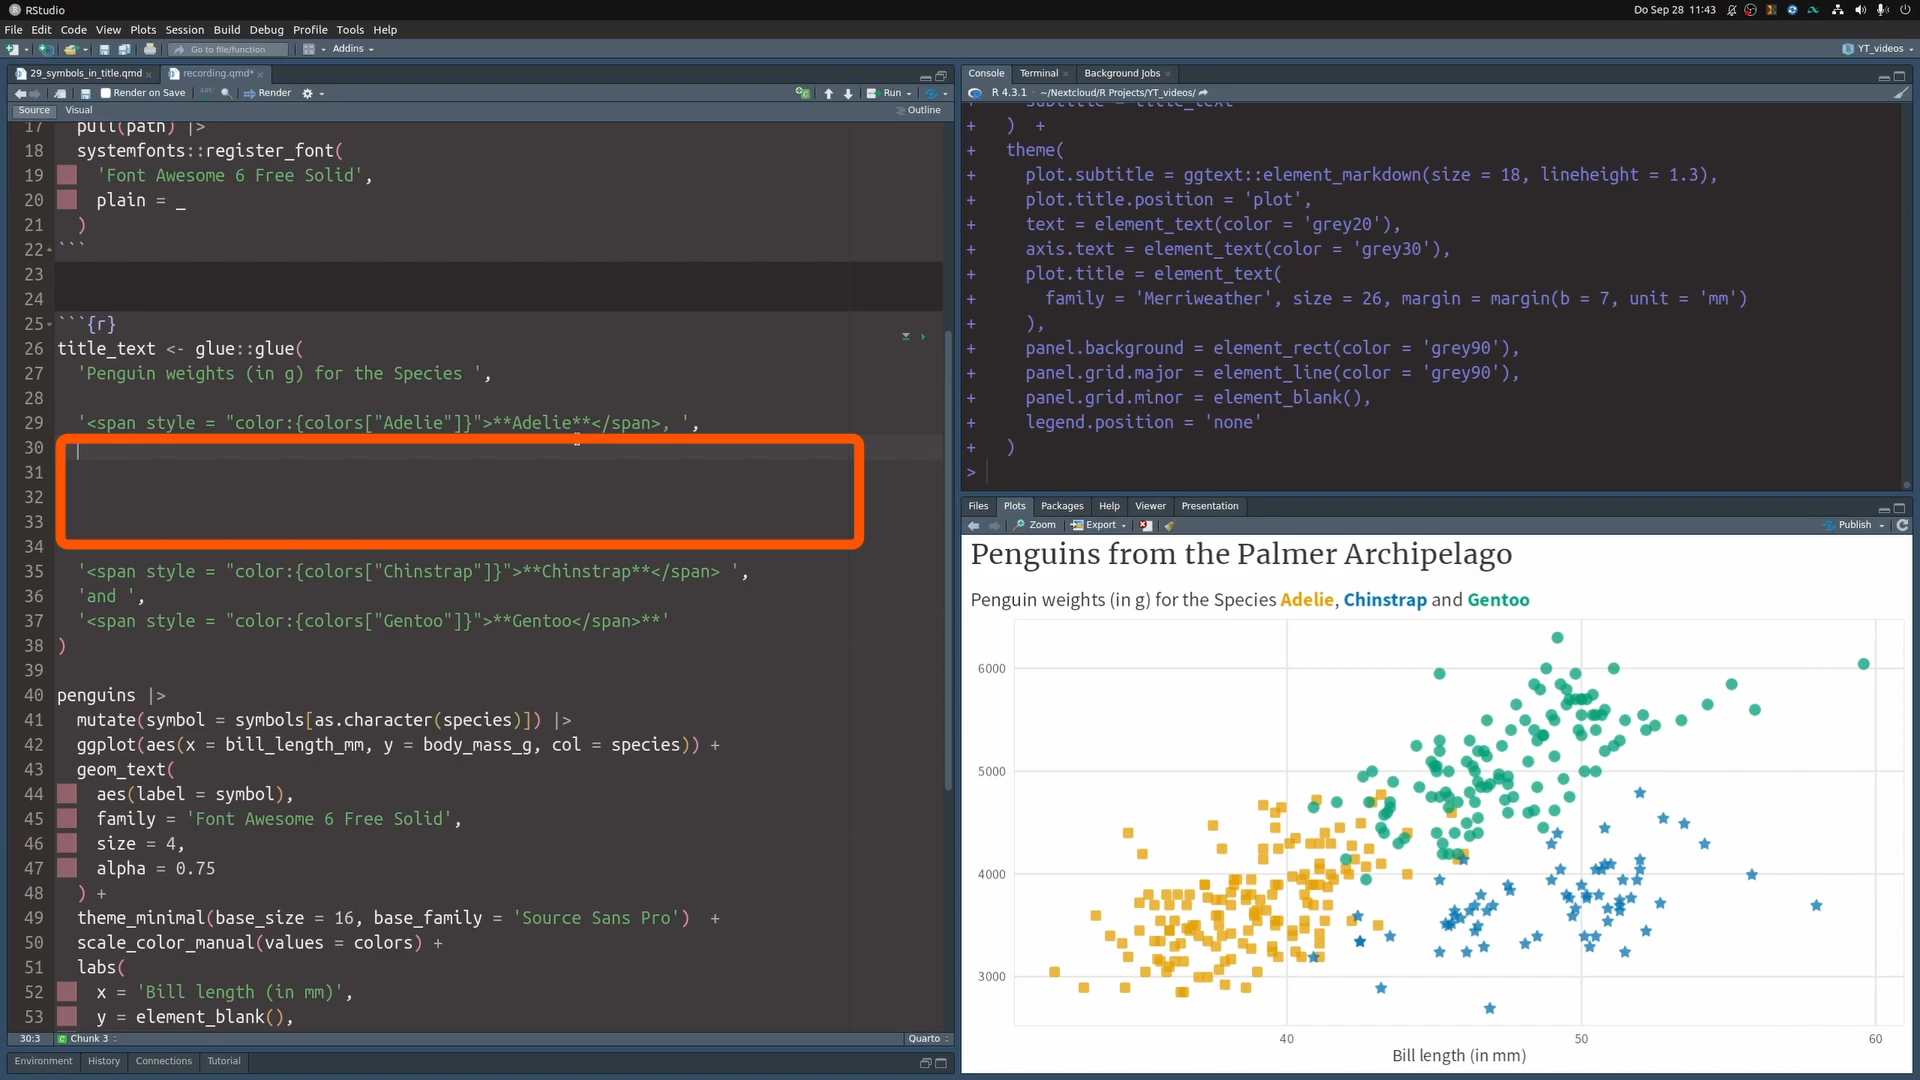 RStudio
Do Sep 28 11:43
File Edit Code View Plots Session Build Debug Profile Tools Help
Go to file/function
Addins
YT_videos
29_symbols_in_title.qmd
recording.qmd*
Render on Save
Render
Run
Source Visual
Outline
17 pull(path) |>
18 systemfonts::register_font(
19 'Font Awesome 6 Free Solid',
20 plain = _
21 )
22 ```
23
24
25 ```{r}
26 title_text <- glue::glue(
27 'Penguin weights (in g) for the Species ',
28
29 '<span style = "color:{colors["Adelie"]}">**Adelie**</span>, ',
30
31
32
33
34
35 '<span style = "color:{colors["Chinstrap"]}">**Chinstrap**</span> ',
36 'and ',
37 '<span style = "color:{colors["Gentoo"]}">**Gentoo</span>**'
38 )
39
40 penguins |>
41 mutate(symbol = symbols[as.character(species)]) |>
42 ggplot(aes(x = bill_length_mm, y = body_mass_g, col = species)) +
43 geom_text(
44 aes(label = symbol),
45 family = 'Font Awesome 6 Free Solid',
46 size = 4,
47 alpha = 0.75
48 ) +
49 theme_minimal(base_size = 16, base_family = 'Source Sans Pro') +
50 scale_color_manual(values = colors) +
51 labs(
52 x = 'Bill length (in mm)',
53 y = element_blank(),
30:3 Chunk 3
Quarto
Environment History Connections Tutorial
Console Terminal Background Jobs
R 4.3.1 · ~/Nextcloud/R Projects/YT_videos/
+ subtitle = title_text
+ ) +
+ theme(
+ plot.subtitle = ggtext::element_markdown(size = 18, lineheight = 1.3),
+ plot.title.position = 'plot',
+ text = element_text(color = 'grey20'),
+ axis.text = element_text(color = 'grey30'),
+ plot.title = element_text(
+ family = 'Merriweather', size = 26, margin = margin(b = 7, unit = 'mm')
+ ),
+ panel.background = element_rect(color = 'grey90'),
+ panel.grid.major = element_line(color = 'grey90'),
+ panel.grid.minor = element_blank(),
+ legend.position = 'none'
+ )
>
Files Plots Packages Help Viewer Presentation
Zoom Export
Publish
Penguins from the Palmer Archipelago
Penguin weights (in g) for the Species Adelie, Chinstrap and Gentoo
6000
5000
4000
3000
40 50 60
Bill length (in mm)